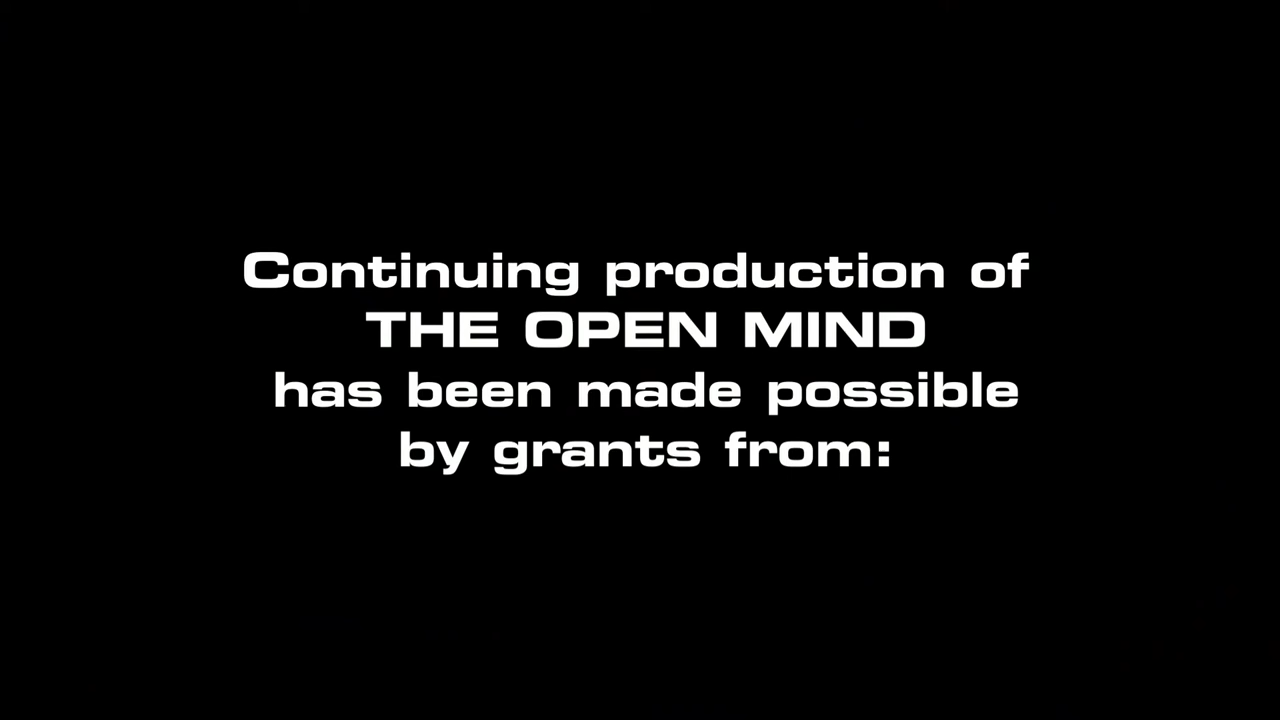 Continuing production of
THE OPEN MIND
has been made possible
by grants from: